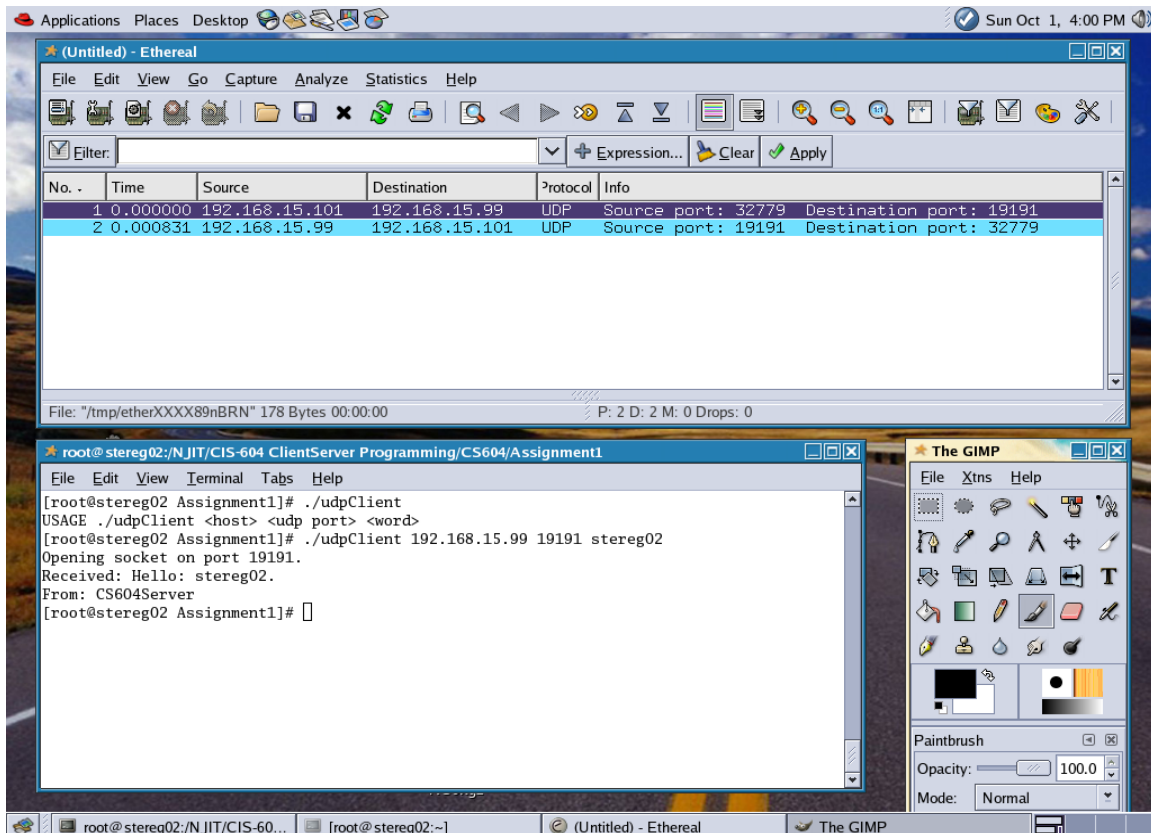 Applications Places Desktop Sun Oct 1, 4:00 PM
(Untitled) - Ethereal
File Edit View Go Capture Analyze Statistics Help
Filter: Expression... Clear Apply
No. . Time Source Destination Protocol Info
1 0.000000 192.168.15.101 192.168.15.99 UDP Source port: 32779 Destination port: 19191
2 0.000831 192.168.15.99 192.168.15.101 UDP Source port: 19191 Destination port: 32779
File: "/tmp/etherXXXX89nBRN" 178 Bytes 00:00:00 P: 2 D: 2 M: 0 Drops: 0
root@stereg02:/NJIT/CIS-604 ClientServer Programming/CS604/Assignment1
File Edit View Terminal Tabs Help
[root@stereg02 Assignment1]# ./udpClient
USAGE ./udpClient <host> <udp port> <word>
[root@stereg02 Assignment1]# ./udpClient 192.168.15.99 19191 stereg02
Opening socket on port 19191.
Received: Hello: stereg02.
From: CS604Server
[root@stereg02 Assignment1]#
The GIMP
File Xtns Help
Paintbrush
Opacity: 100.0
Mode: Normal
root@stereg02:/NJIT/CIS-60... [root@stereg02:~] (Untitled) - Ethereal The GIMP